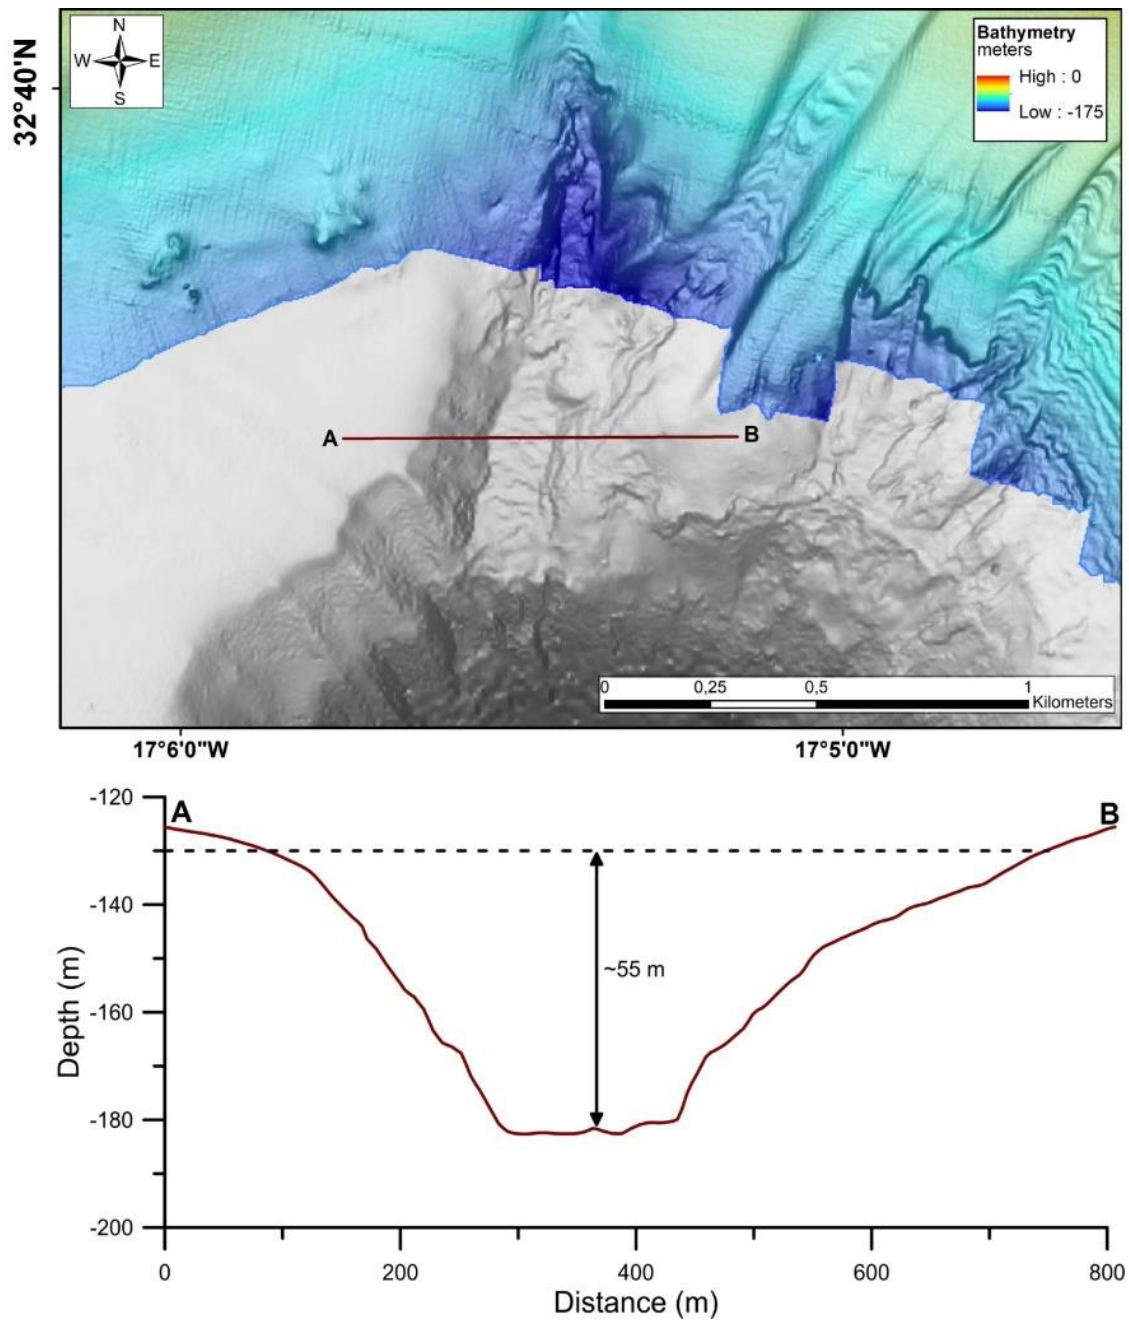 N
W E
S
32°40'N
Bathymetry
meters
High : 0
Low : -175
A
B
0 0,25 0,5 1
Kilometers
17°6'0"W 17°5'0"W
-120
A
B
-140
~55 m
-160
-180
-200
Depth (m)
0 200 400 600 800
Distance (m)